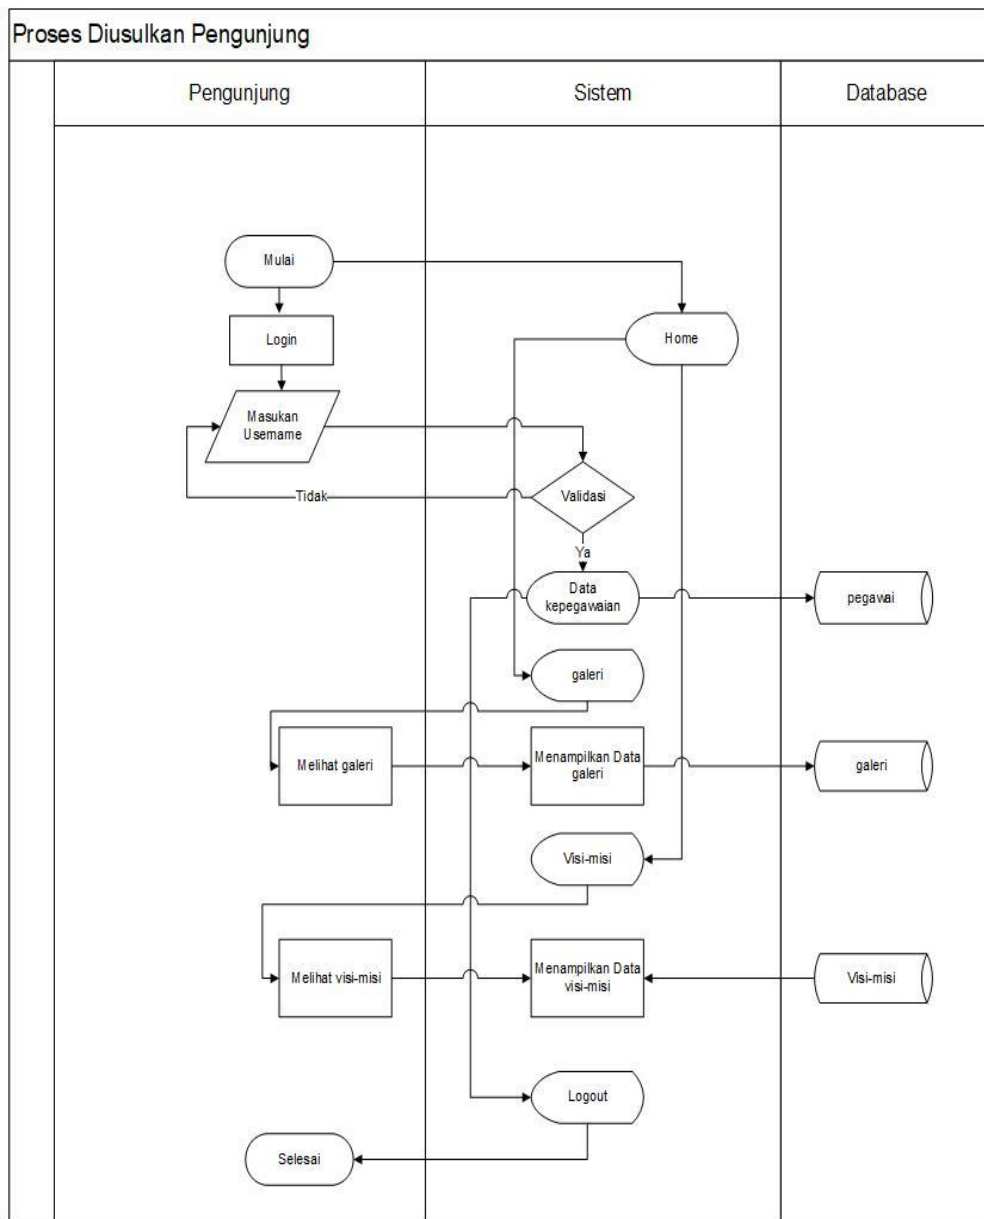 Proses Diusulkan Pengunjung
Pengunjung
Sistem
Database
Mulai
Login
Home
Masukan
Username
Validasi
Tidak
Ya
Data
kepegawaian
pegawai
galeri
Melihat galeri
Menampilkan Data
galeri
galeri
Visi-misi
Melihat visi-misi
Menampilkan Data
visi-misi
Visi-misi
Logout
Selesai